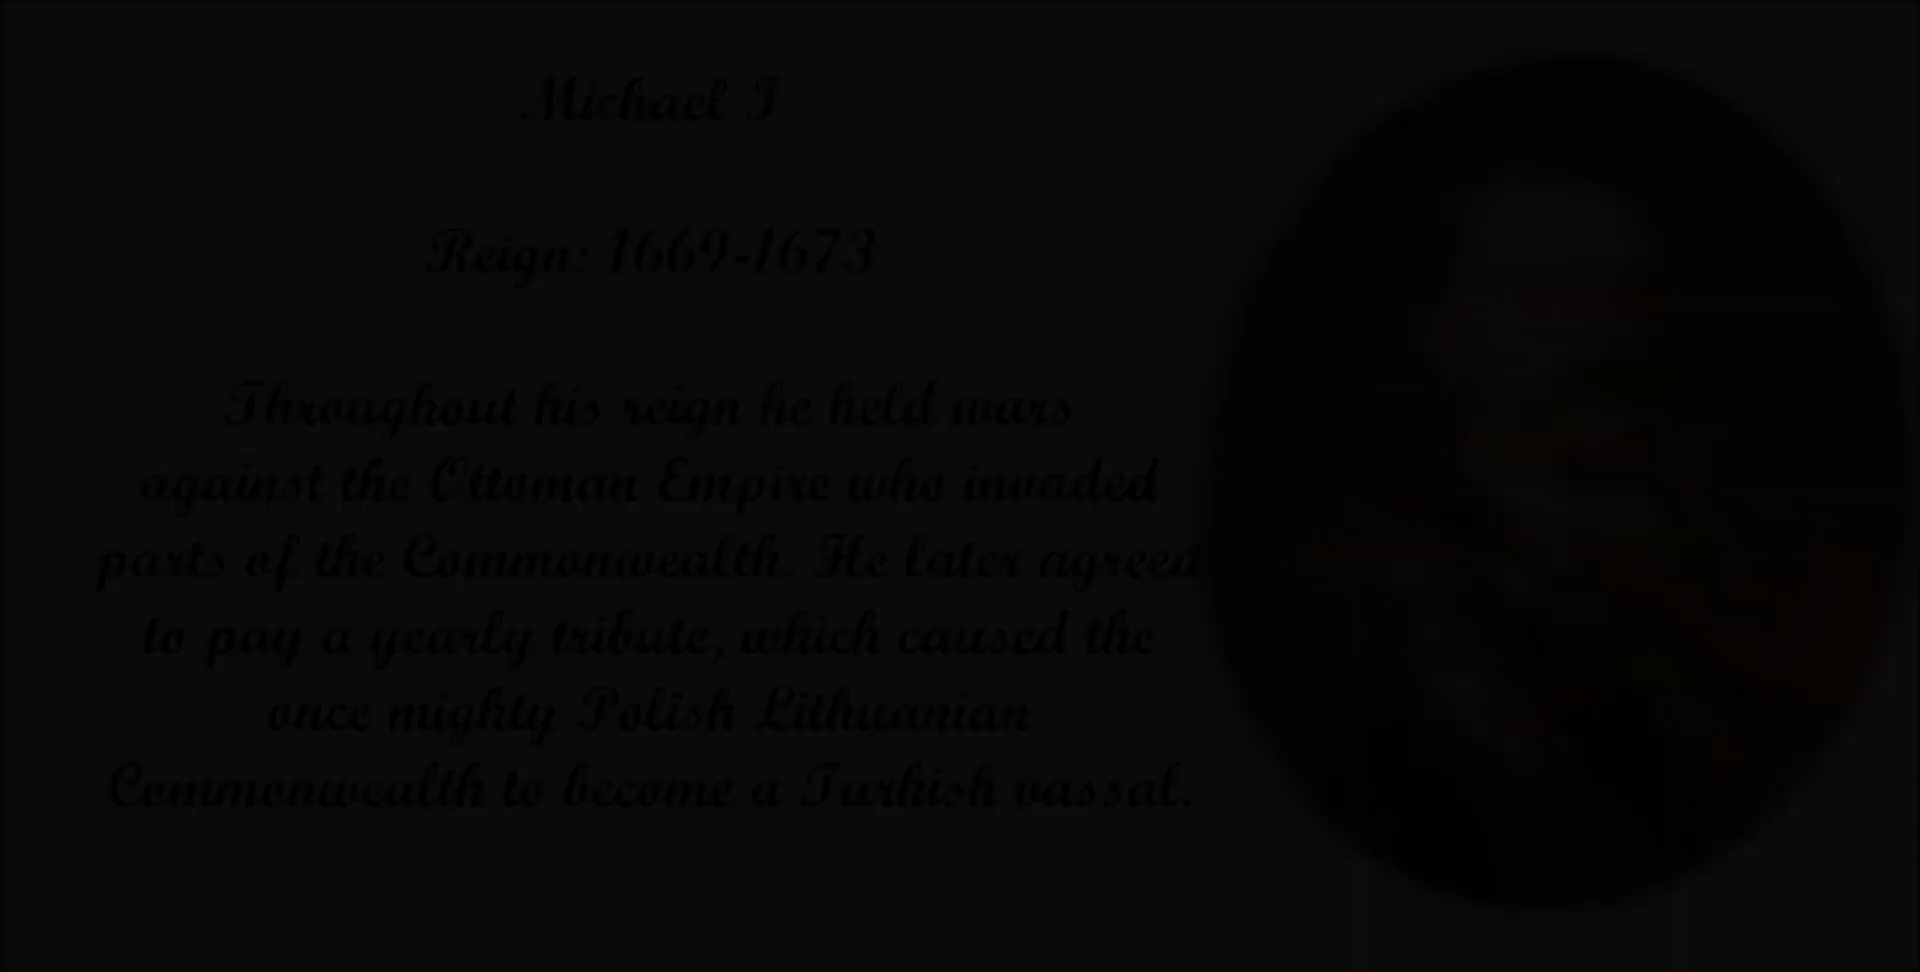 Michael I
Reign: 1669-1673
Throughout his reign he held wars
against the Ottoman Empire who invaded
parts of the Commonwealth. He later agreed
to pay a yearly tribute, which caused the
once mighty Polish Lithuanian
Commonwealth to become a Turkish vassal.